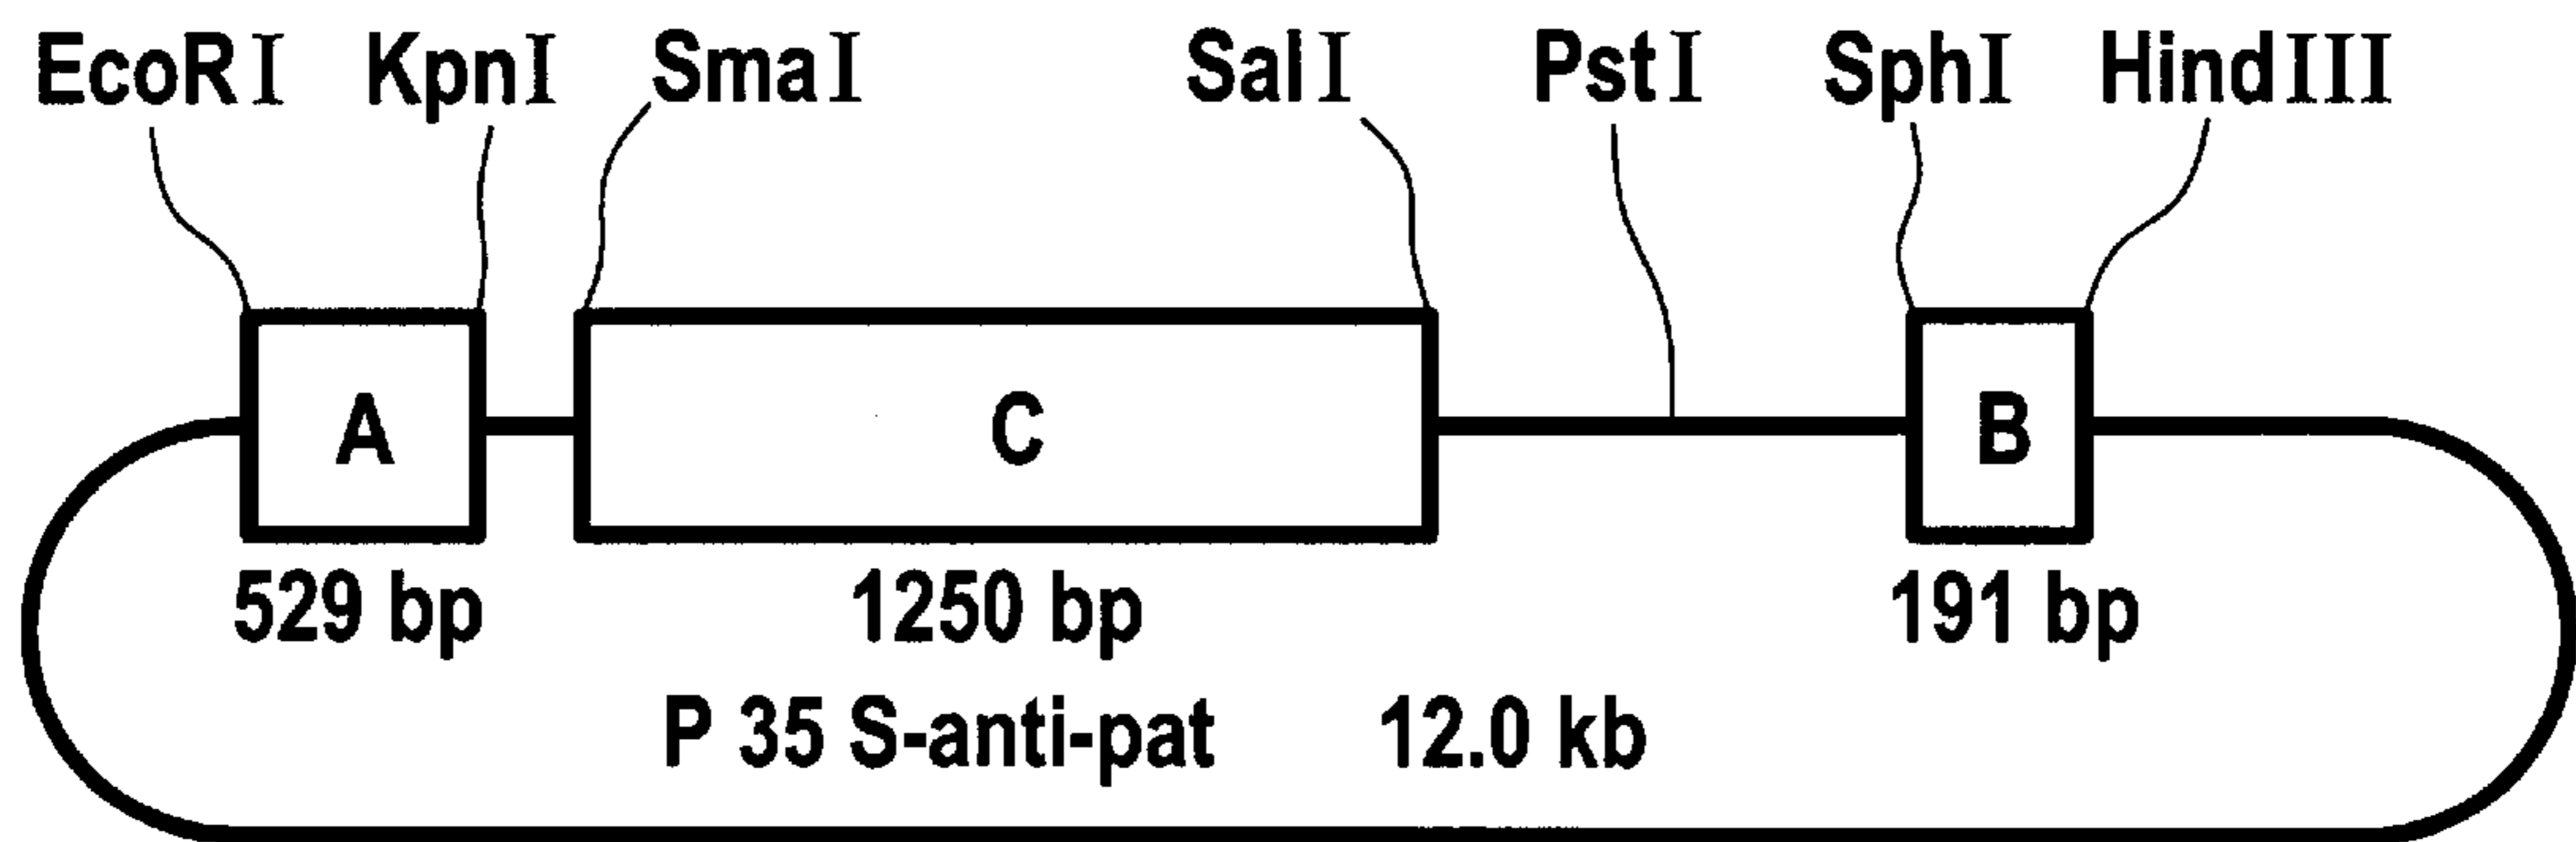 EcoRI KpnI SmaI SalI PstI SphI HindIII
A C B
529 bp 1250 bp 191 bp
P 35 S-anti-pat 12.0 kb